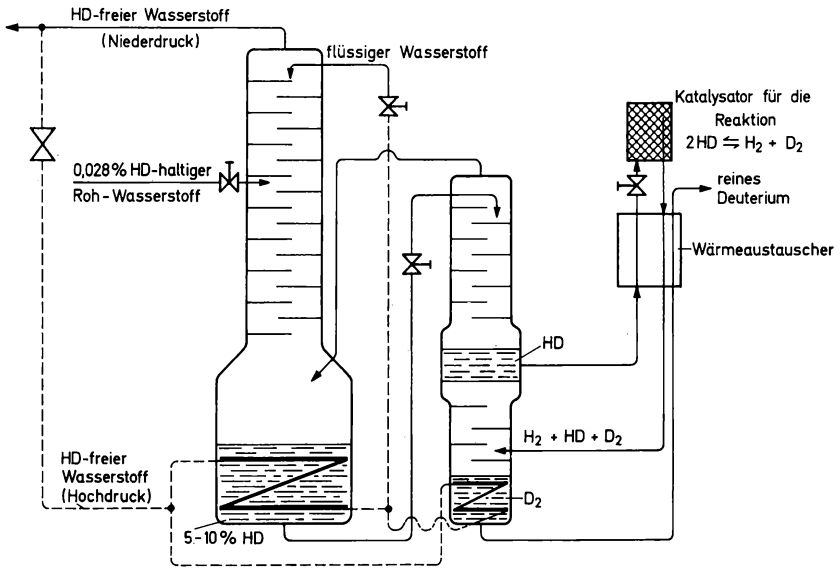 HD-freier Wasserstoff
(Niederdruck)
flüssiger Wasserstoff
Katalysator für die
Reaktion
2HD ⇆ H₂ + D₂
0,028% HD-haltiger
Roh-Wasserstoff
reines
Deuterium
Wärmeaustauscher
HD
H₂ + HD + D₂
HD-freier
Wasserstoff
(Hochdruck)
D₂
5-10% HD